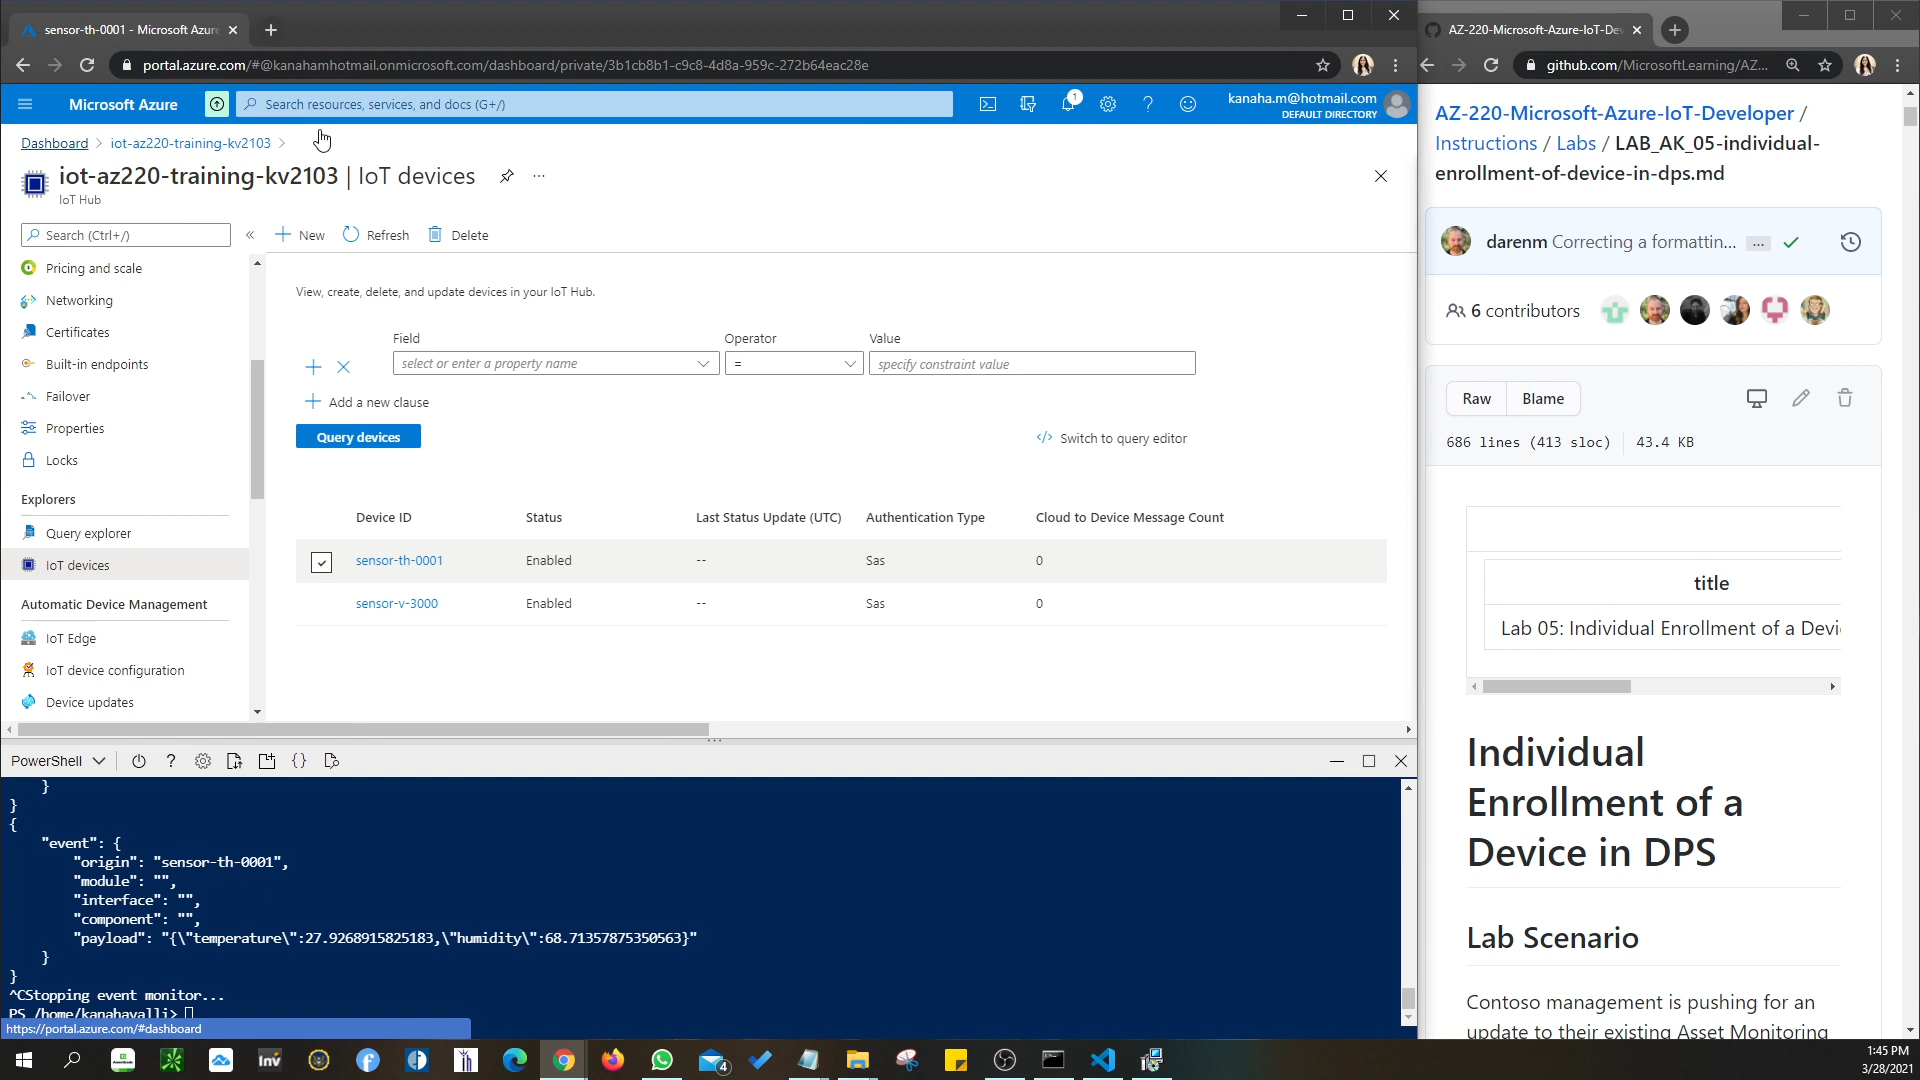 sensor-th-0001 - Microsoft Azure
portal.azure.com/#@kanahamhotmail.onmicrosoft.com/dashboard/private/3b1cb8b1-c9c8-4d8a-959c-272b64eac28e
Microsoft Azure
Search resources, services, and docs (G+/)
1
kanaha.m@hotmail.com
DEFAULT DIRECTORY
Dashboard > iot-az220-training-kv2103 >
iot-az220-training-kv2103 | IoT devices
...
IoT Hub
Search (Ctrl+/)
«
New
Refresh
Delete
Pricing and scale
Networking
Certificates
Built-in endpoints
Failover
Properties
Locks
Explorers
Query explorer
IoT devices
Automatic Device Management
IoT Edge
IoT device configuration
Device updates
View, create, delete, and update devices in your IoT Hub.
Field Operator Value
select or enter a property name = specify constraint value
Add a new clause
Query devices
</> Switch to query editor
Device ID Status Last Status Update (UTC) Authentication Type Cloud to Device Message Count
sensor-th-0001 Enabled -- Sas 0
sensor-v-3000 Enabled -- Sas 0
PowerShell
? {}
}
}
{
"event": {
"origin": "sensor-th-0001",
"module": "",
"interface": "",
"component": "",
"payload": "{\"temperature\":27.9268915825183,\"humidity\":68.71357875350563}"
}
}
^CStopping event monitor...
PS /home/kanahavalli>
https://portal.azure.com/#dashboard
AZ-220-Microsoft-Azure-IoT-Dev
github.com/MicrosoftLearning/AZ...
AZ-220-Microsoft-Azure-IoT-Developer /
Instructions / Labs / LAB_AK_05-individual-
enrollment-of-device-in-dps.md
darenm Correcting a formattin... ...
6 contributors
Raw Blame
686 lines (413 sloc) 43.4 KB
title
Lab 05: Individual Enrollment of a Devi
Individual
Enrollment of a
Device in DPS
Lab Scenario
Contoso management is pushing for an
update to their existing Asset Monitoring
Inv
4
1:45 PM
3/28/2021